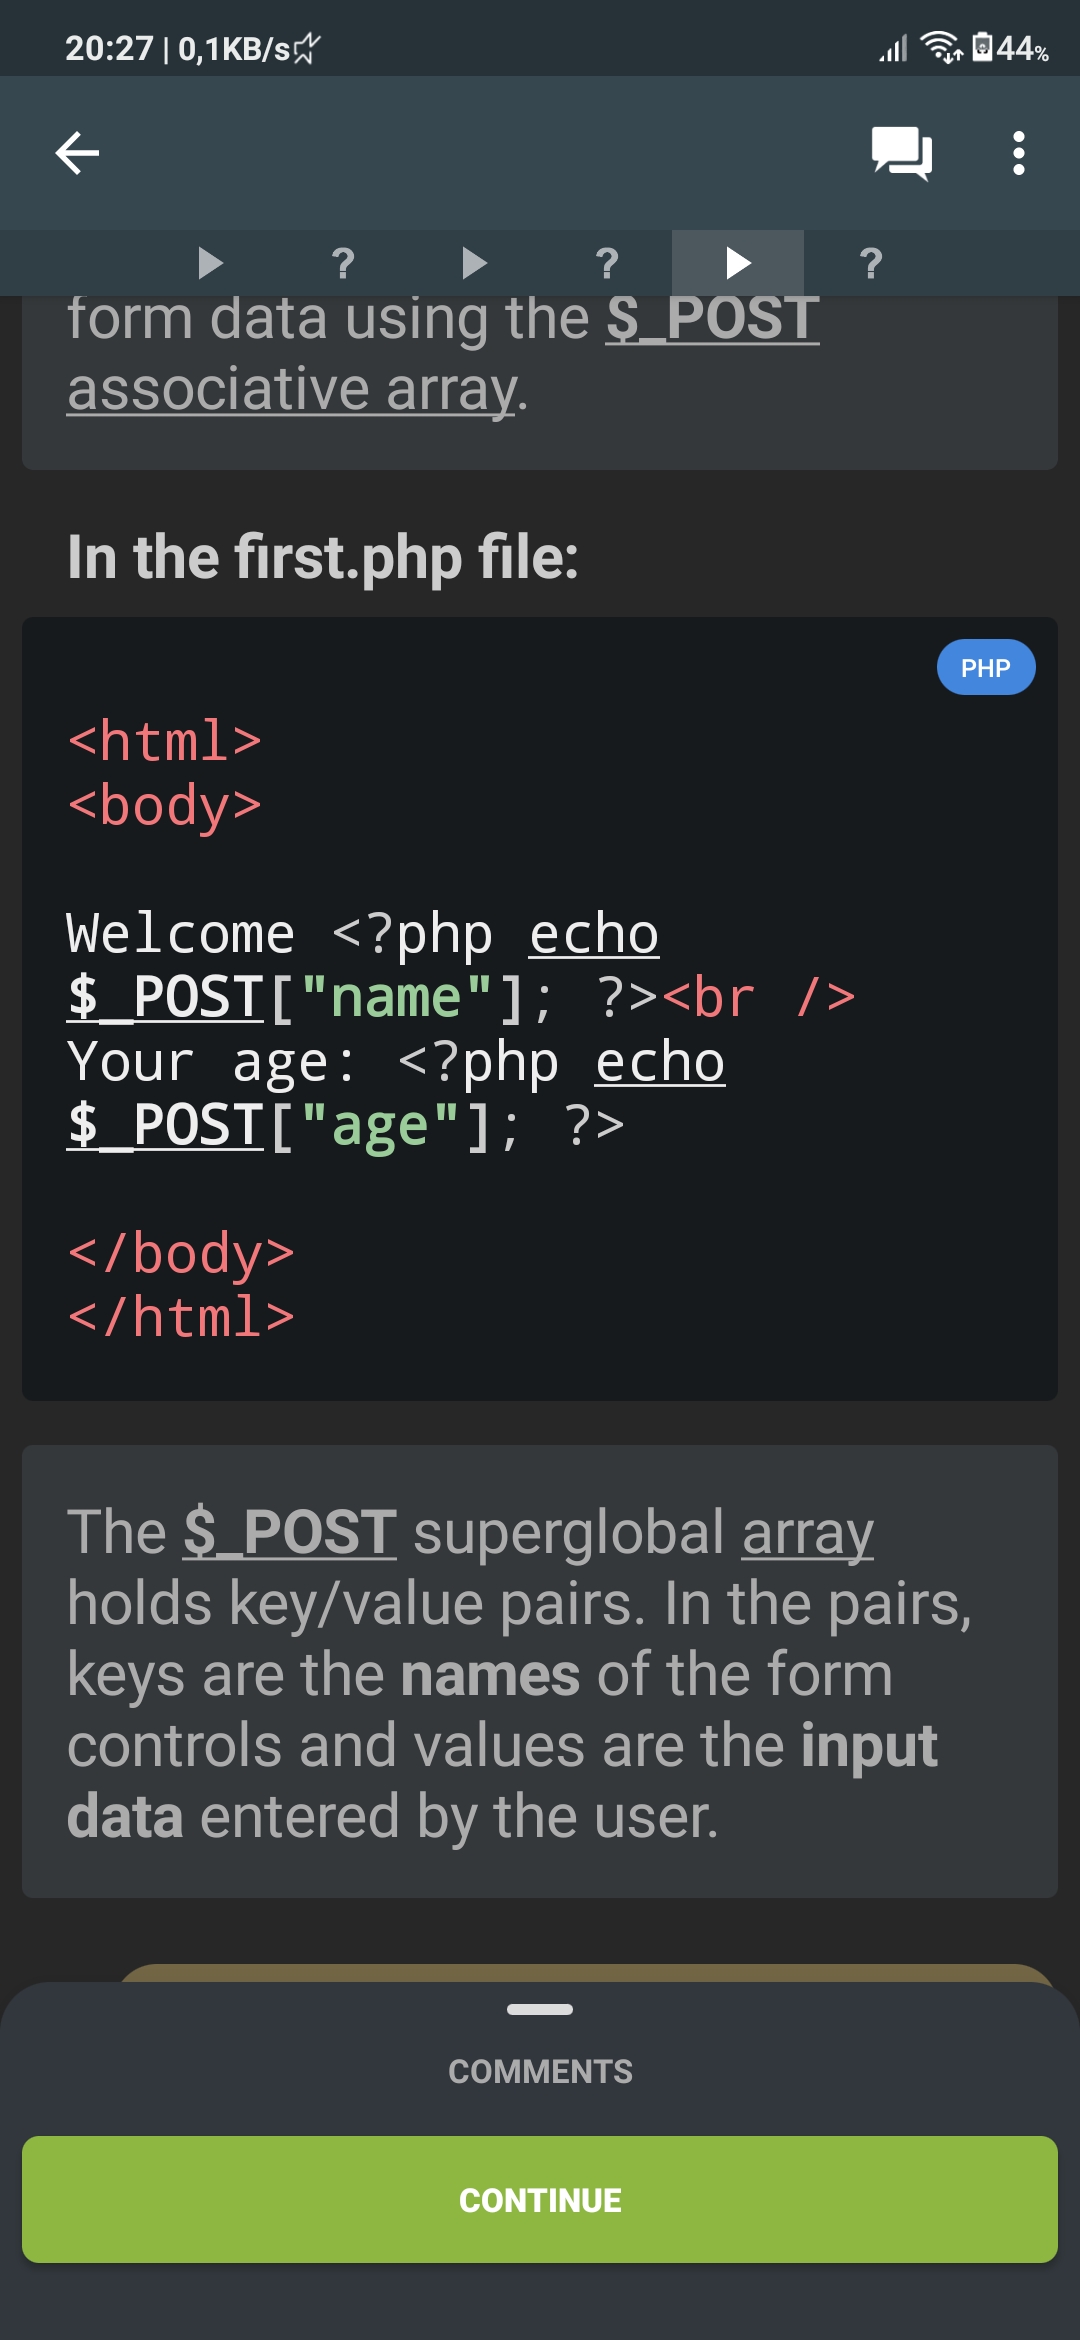 20:27 | 0,1KB/s
44%
? ? ?
form data using the $_POST
associative array.
In the first.php file:
PHP
<html>
<body>
Welcome <?php echo
$_POST["name"]; ?><br />
Your age: <?php echo
$_POST["age"]; ?>
</body>
</html>
The $_POST superglobal array
holds key/value pairs. In the pairs,
keys are the names of the form
controls and values are the input
data entered by the user.
COMMENTS
CONTINUE